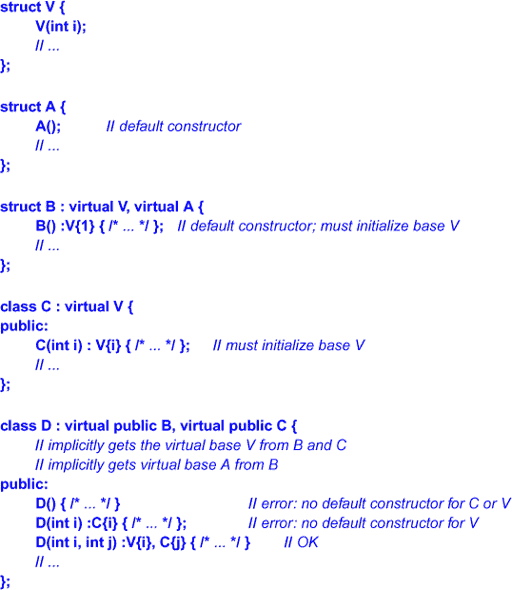 struct V {
V(int i);
// ...
};
struct A {
A(); // default constructor
// ...
};
struct B : virtual V, virtual A {
B() :V{1} { /* ... */ }; // default constructor; must initialize base V
// ...
};
class C : virtual V {
public:
C(int i) : V{i} { /* ... */ }; // must initialize base V
// ...
};
class D : virtual public B, virtual public C {
// implicitly gets the virtual base V from B and C
// implicitly gets virtual base A from B
public:
D() { /* ... */ } // error: no default constructor for C or V
D(int i) :C{i} { /* ... */ }; // error: no default constructor for V
D(int i, int j) :V{i}, C{j} { /* ... */ } // OK
// ...
};